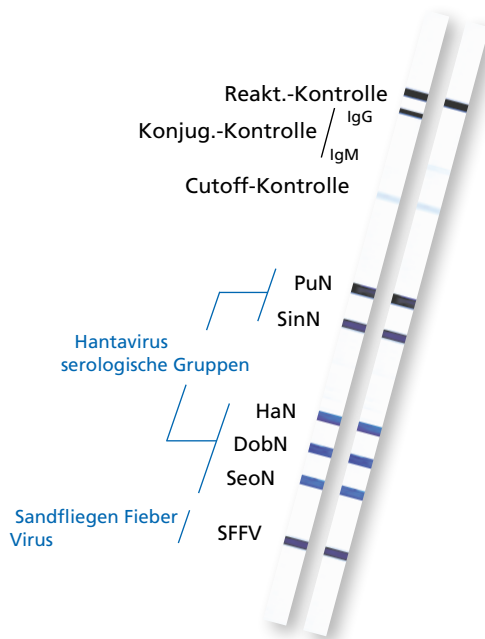 Reakt.-Kontrolle
IgG
Konjug.-Kontrolle
IgM
Cutoff-Kontrolle
PuN
SinN
Hantavirus
serologische Gruppen
HaN
DobN
SeoN
Sandfliegen Fieber
Virus
SFFV